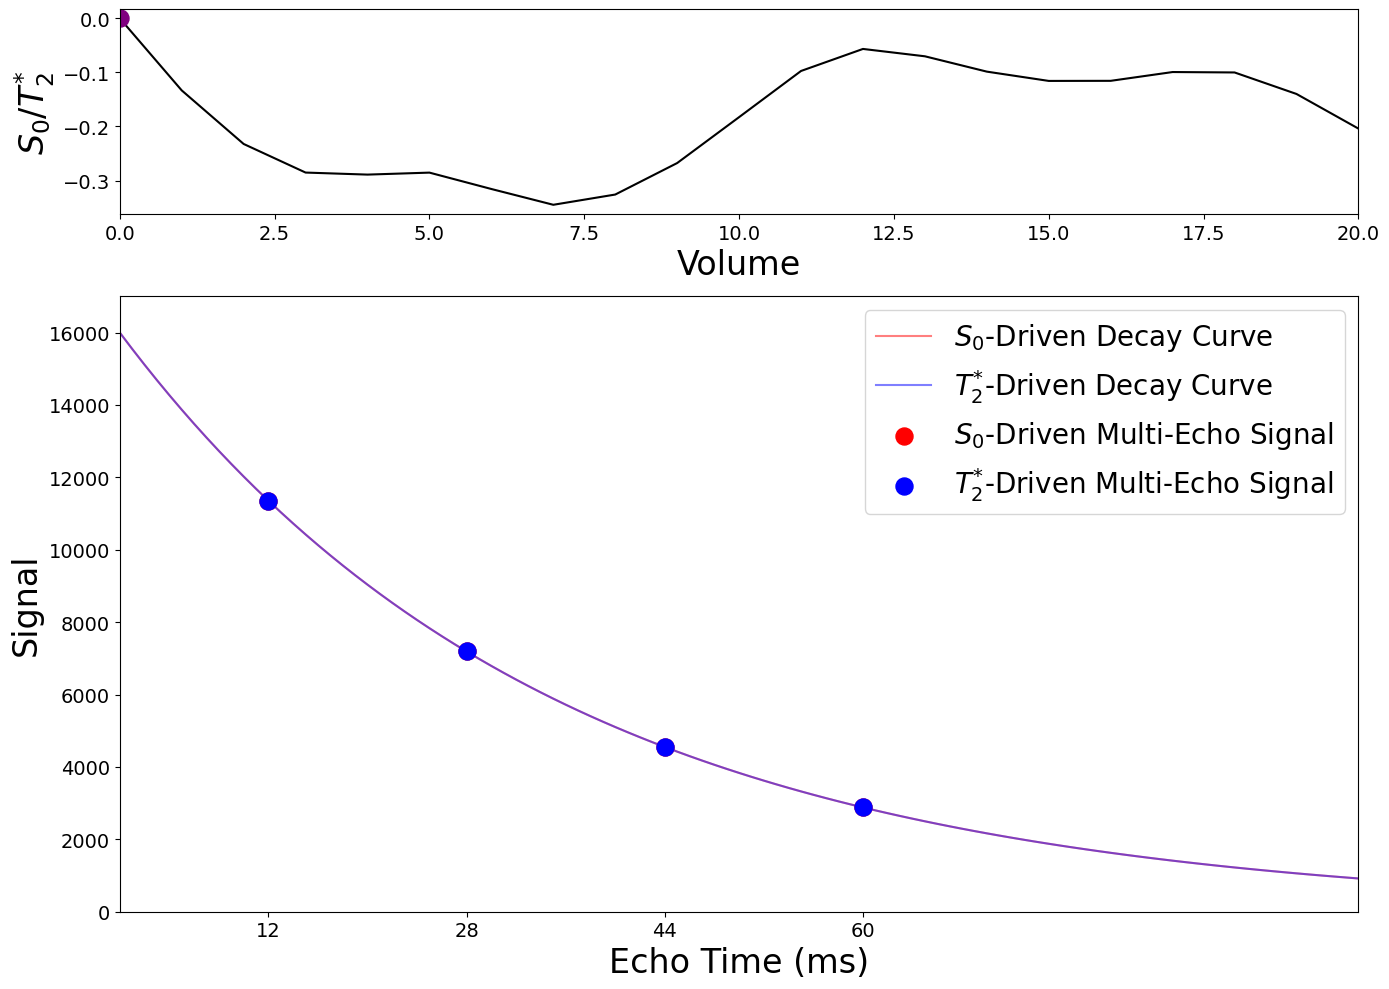 S₀/T₂*
0.0
−0.1
−0.2
−0.3
0.0 2.5 5.0 7.5 10.0 12.5 15.0 17.5 20.0
Volume
Signal
16000
14000
12000
10000
8000
6000
4000
2000
0
S₀-Driven Decay Curve
T₂*-Driven Decay Curve
S₀-Driven Multi-Echo Signal
T₂*-Driven Multi-Echo Signal
12 28 44 60
Echo Time (ms)